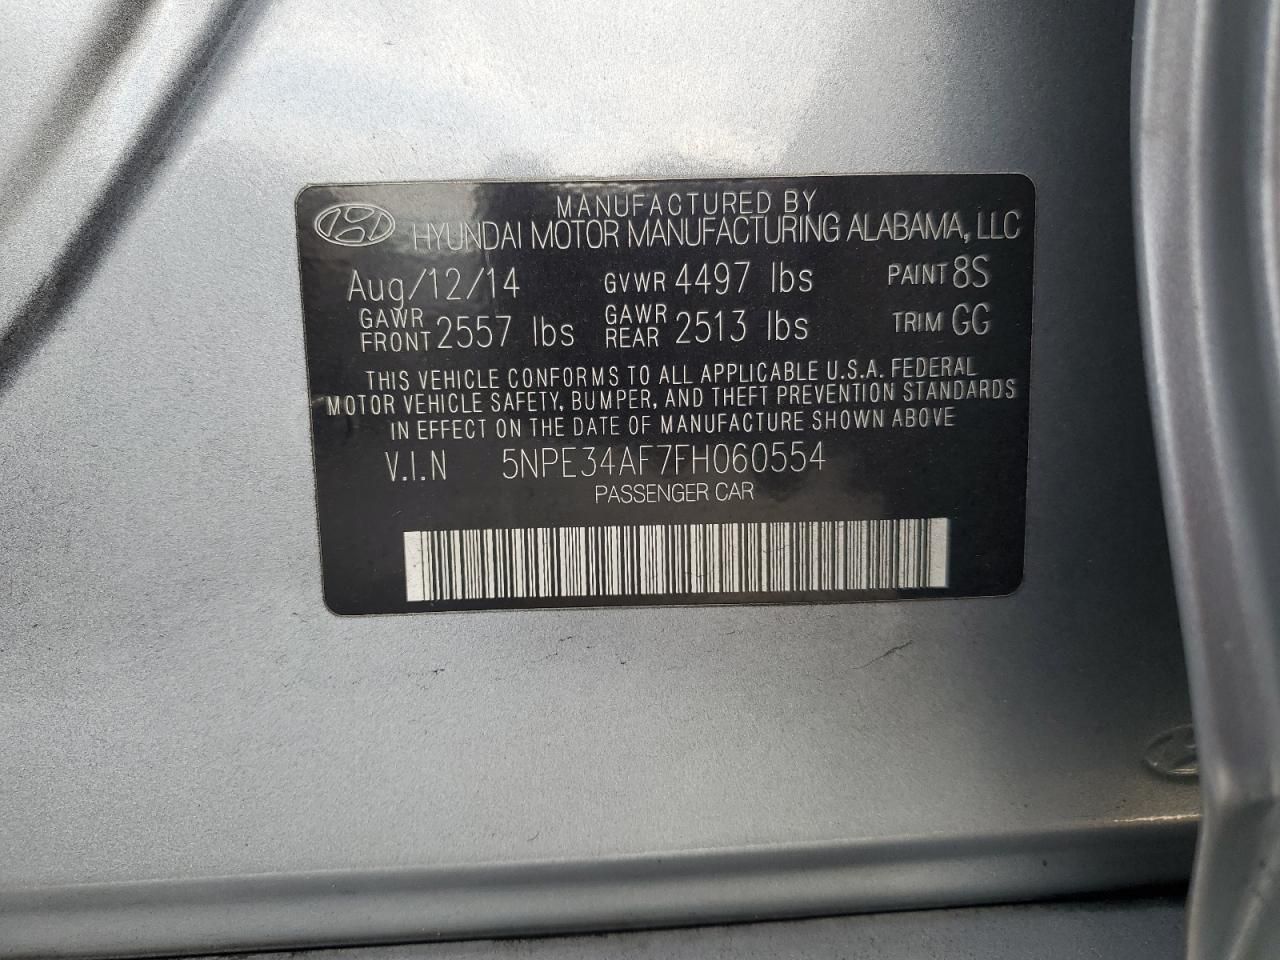 MANUFACTURED BY
HYUNDAI MOTOR MANUFACTURING ALABAMA, LLC
Aug/12/14 GVWR 4497 lbs PAINT 8S
GAWR FRONT 2557 lbs GAWR REAR 2513 lbs TRIM GG
THIS VEHICLE CONFORMS TO ALL APPLICABLE U.S.A. FEDERAL
MOTOR VEHICLE SAFETY, BUMPER, AND THEFT PREVENTION STANDARDS
IN EFFECT ON THE DATE OF MANUFACTURE SHOWN ABOVE
V.I.N 5NPE34AF7FH060554
PASSENGER CAR